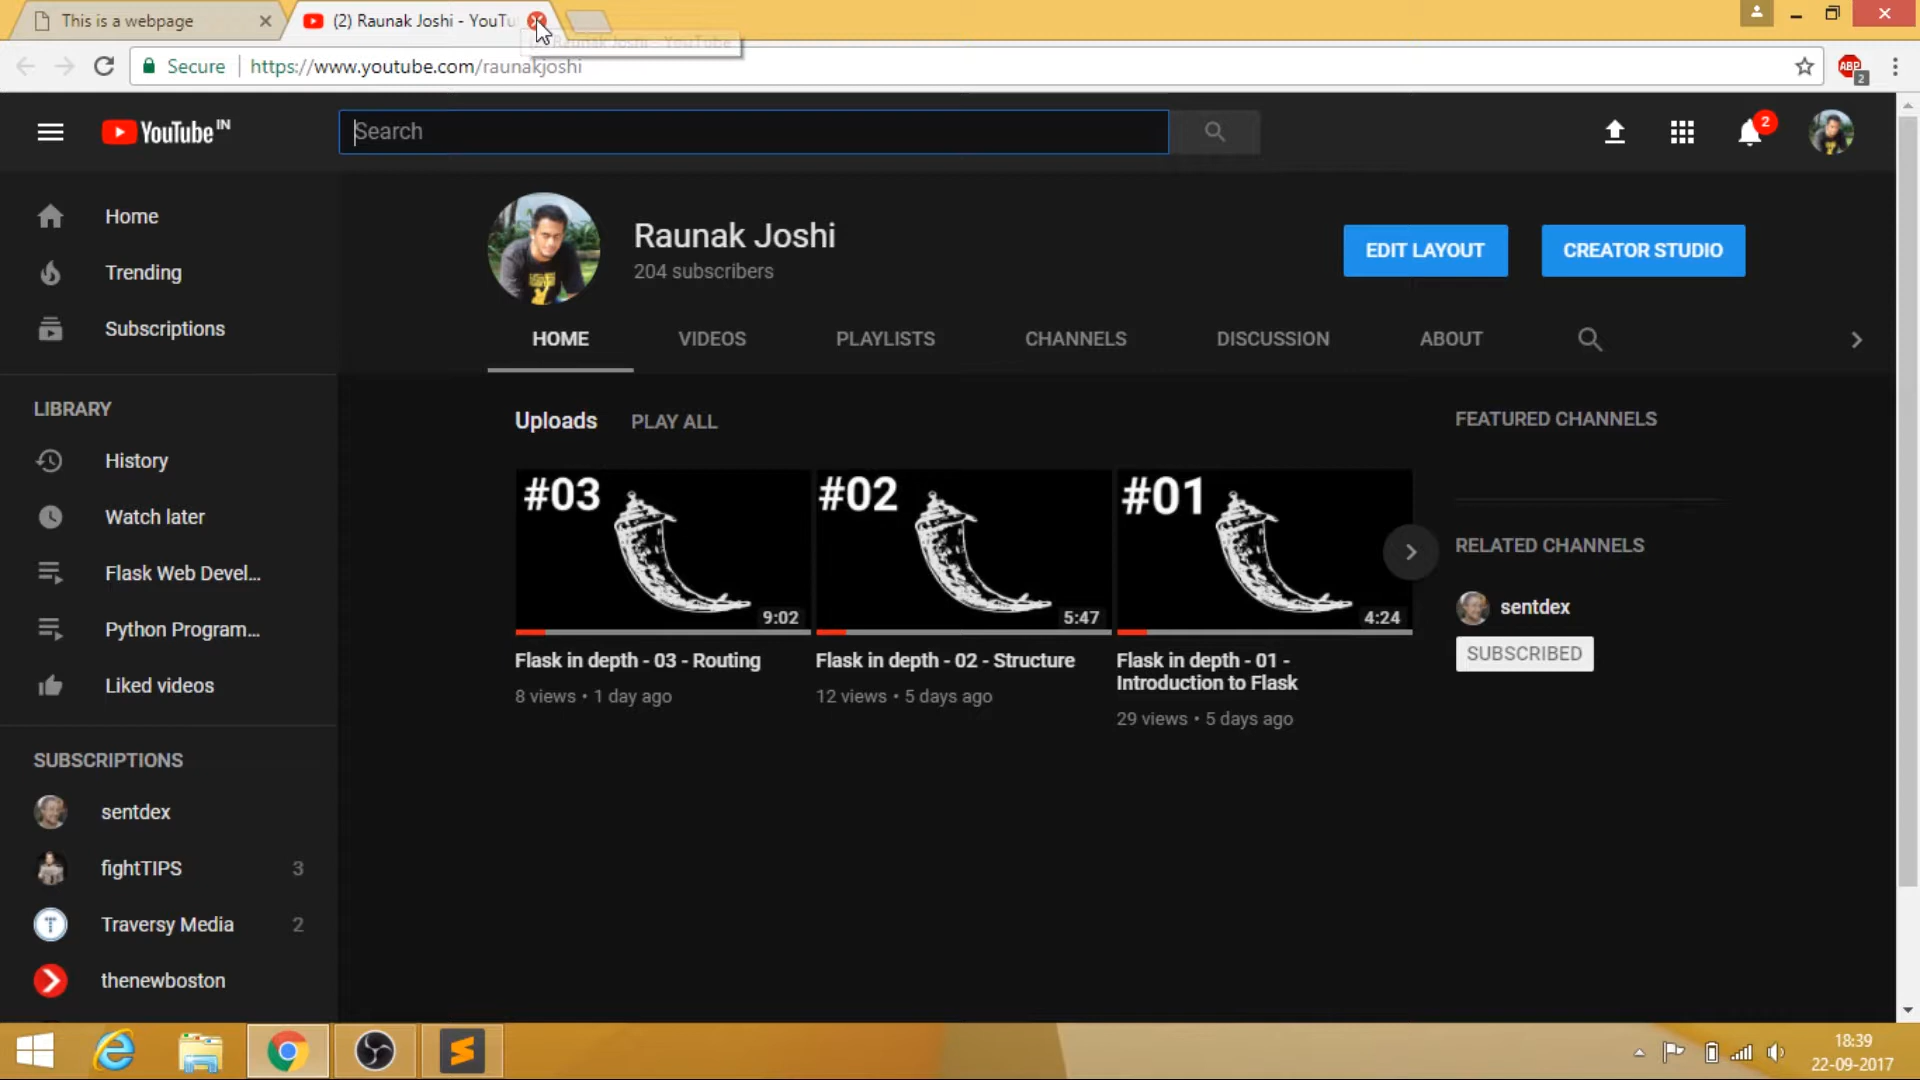 This is a webpage
(2) Raunak Joshi - YouTu
Raunak Joshi - YouTube
Secure
https://www.youtube.com/raunakjoshi
ABP
2
YouTube IN
Search
2
Home
Trending
Subscriptions
Raunak Joshi
204 subscribers
EDIT LAYOUT
CREATOR STUDIO
HOME
VIDEOS
PLAYLISTS
CHANNELS
DISCUSSION
ABOUT
LIBRARY
History
Watch later
Flask Web Devel...
Python Program...
Liked videos
Uploads
PLAY ALL
#03
9:02
Flask in depth - 03 - Routing
8 views • 1 day ago
#02
5:47
Flask in depth - 02 - Structure
12 views • 5 days ago
#01
4:24
Flask in depth - 01 -
Introduction to Flask
29 views • 5 days ago
FEATURED CHANNELS
RELATED CHANNELS
sentdex
SUBSCRIBED
SUBSCRIPTIONS
sentdex
fightTIPS 3
Traversy Media 2
thenewboston
18:39
22-09-2017